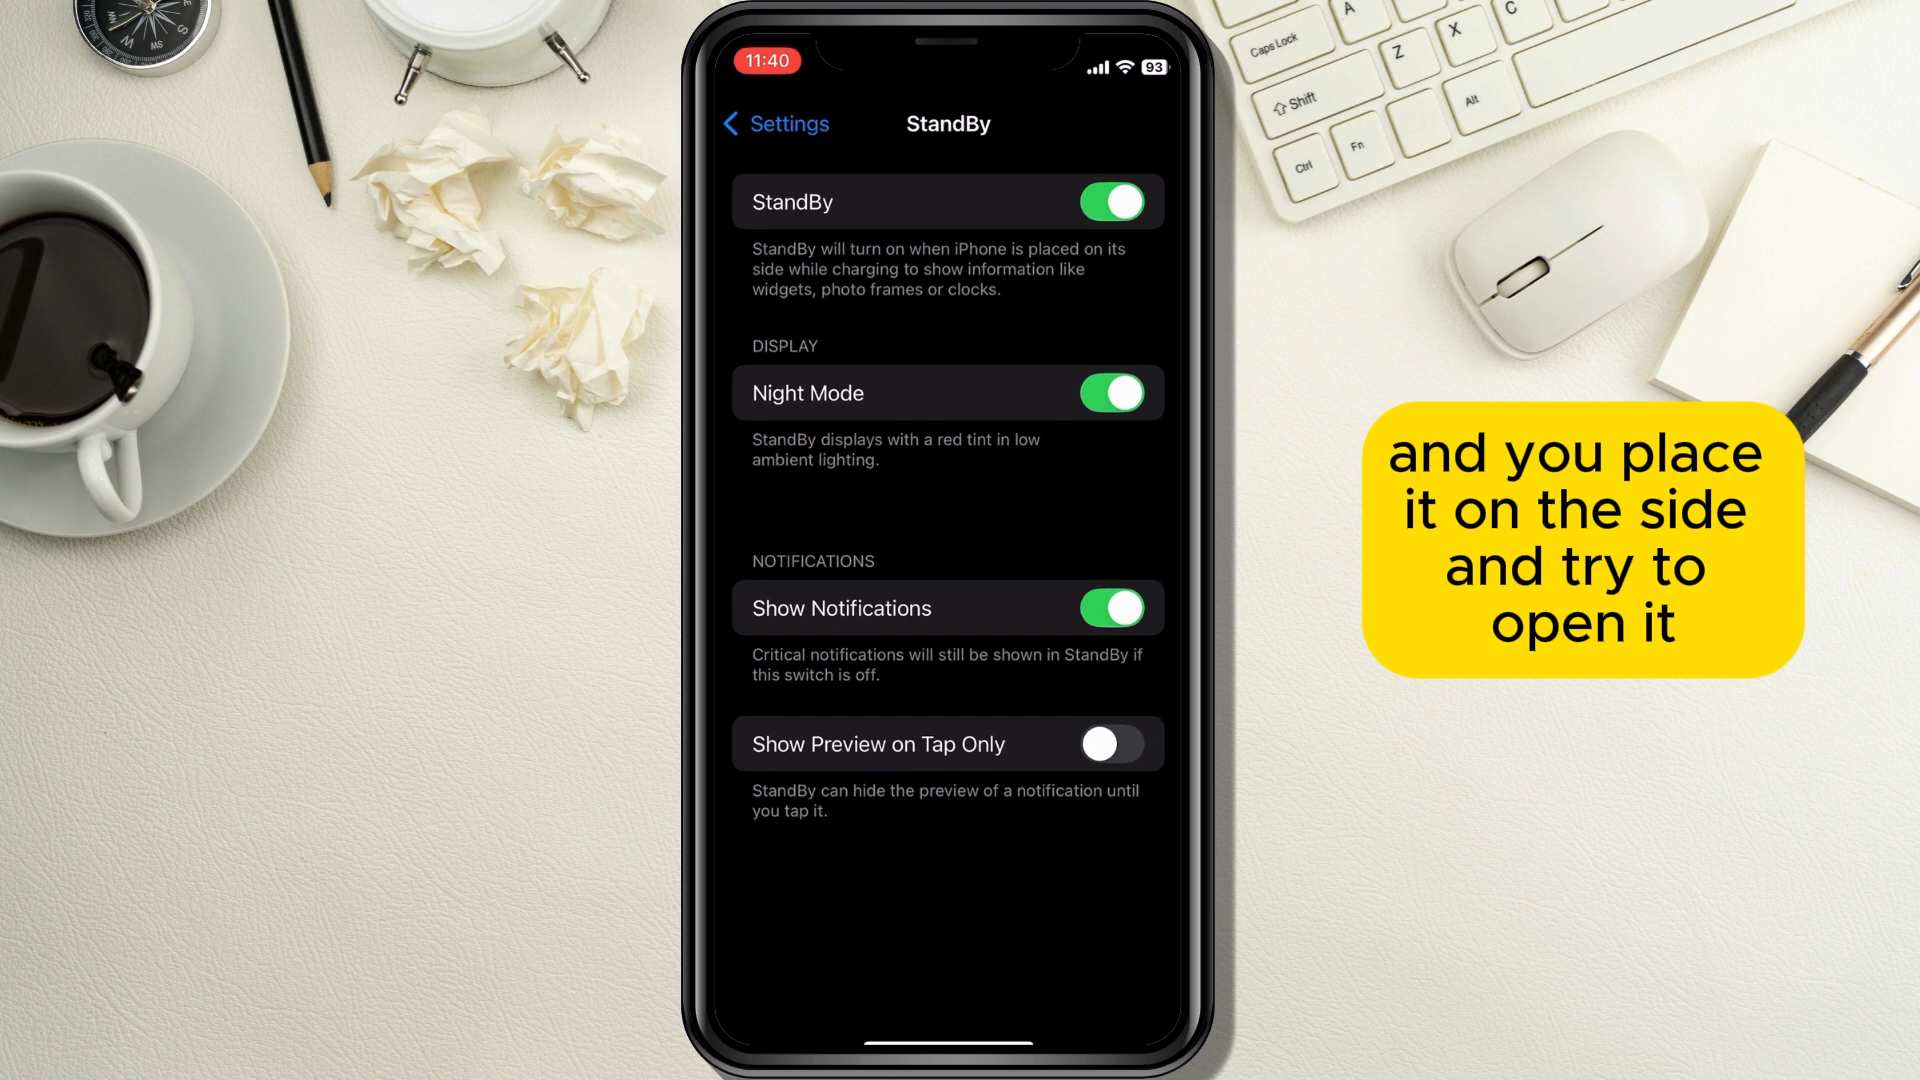 11:40
93
Settings
StandBy
StandBy
StandBy will turn on when iPhone is placed on its
side while charging to show information like
widgets, photo frames or clocks.
DISPLAY
Night Mode
StandBy displays with a red tint in low
ambient lighting.
NOTIFICATIONS
Show Notifications
Critical notifications will still be shown in StandBy if
this switch is off.
Show Preview on Tap Only
StandBy can hide the preview of a notification until
you tap it.
and you place
it on the side
and try to
open it
Caps Lock
A
Z
X
C
Shift
Alt
Fn
Ctrl
W
SW
S
NW